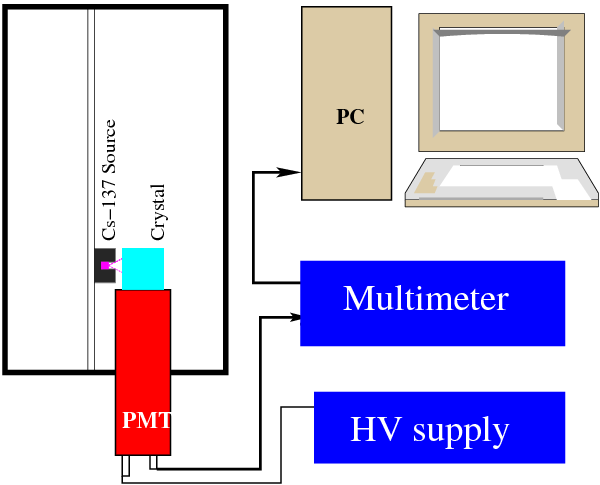 Cs-137 Source
Crystal
PMT
PC
Multimeter
HV supply